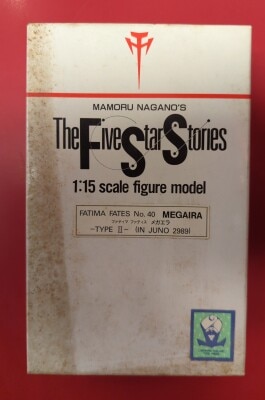 MAMORU NAGANO'S
The Five Star Stories
1:15 scale figure model
FATIMA FATES No. 40 MEGAIRA
ファティマ ファティス メガエラ
-TYPE II- (IN JUNO 2989)